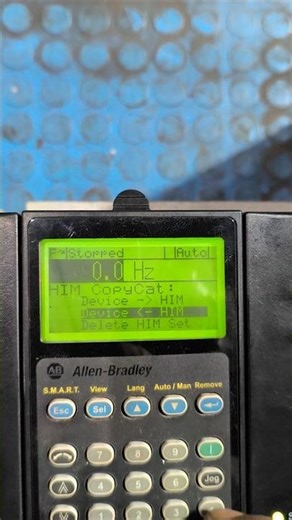 F Stopped Auto
0.0 Hz
HIM CopyCat:
Device -> HIM
Device <- HIM
Delete HIM Set
AB Allen-Bradley
S.M.A.R.T. View Lang Auto / Man Remove
Esc Sel
7 8 9
4 5 6 Jog
1 2 3